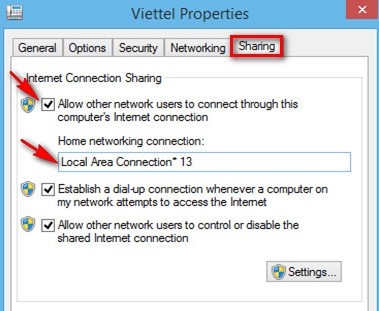 Viettel Properties
General Options Security Networking Sharing
Internet Connection Sharing
Allow other network users to connect through this
computer's Internet connection
Home networking connection:
Local Area Connection* 13
Establish a dial-up connection whenever a computer on
my network attempts to access the Internet
Allow other network users to control or disable the
shared Internet connection
Settings...